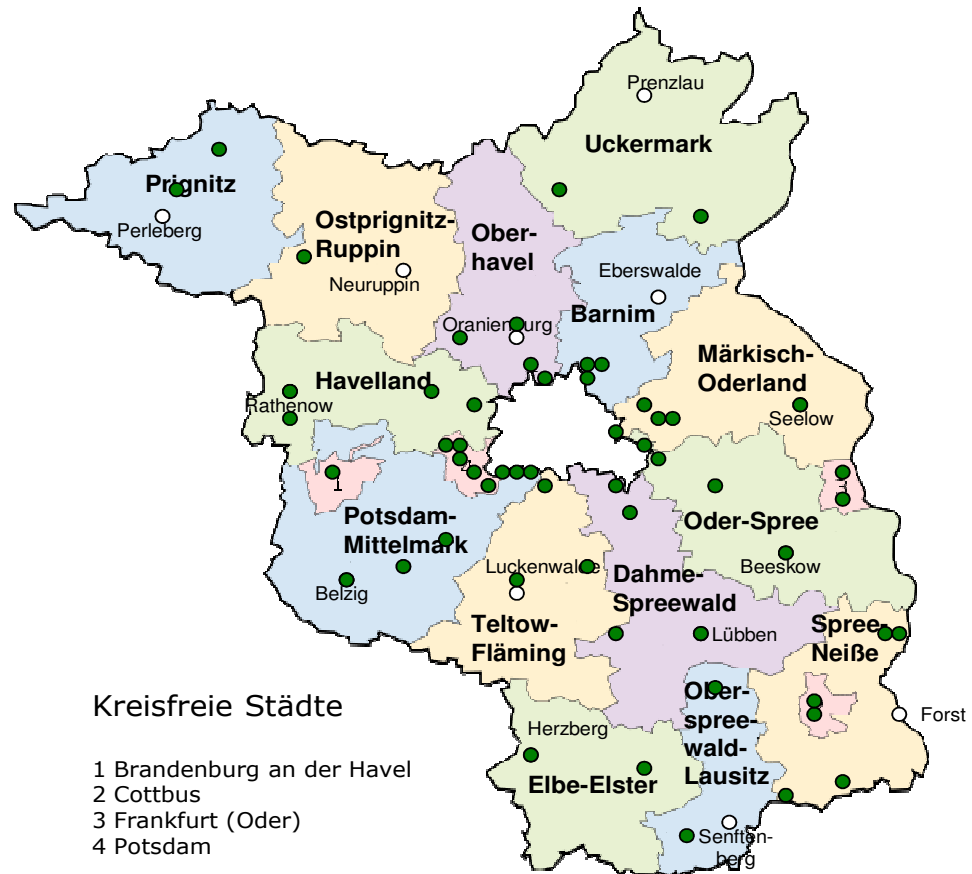 Prenzlau
Uckermark
Prignitz
Perleberg
Ostprignitz-
Ruppin
Neuruppin
Ober-
havel
Eberswalde
Barnim
Oranienburg
Märkisch-
Oderland
Seelow
Havelland
Rathenow
1
3
Potsdam-
Mittelmark
Belzig
Oder-Spree
Beeskow
Luckenwalde
Dahme-
Spreewald
Teltow-
Fläming
Lübben
Spree-
Neiße
Forst
Ober-
spree-
wald-
Lausitz
Senften-
berg
Herzberg
Elbe-Elster
Kreisfreie Städte
1 Brandenburg an der Havel
2 Cottbus
3 Frankfurt (Oder)
4 Potsdam